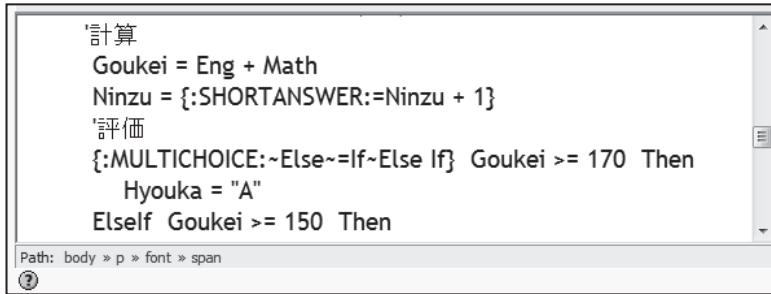 '計算
Goukei = Eng + Math
Ninzu = {:SHORTANSWER:=Ninzu + 1}
'評価
{:MULTICHOICE:~Else~=If~Else If} Goukei >= 170 Then
Hyouka = "A"
ElseIf Goukei >= 150 Then
Path: body » p » font » span
?